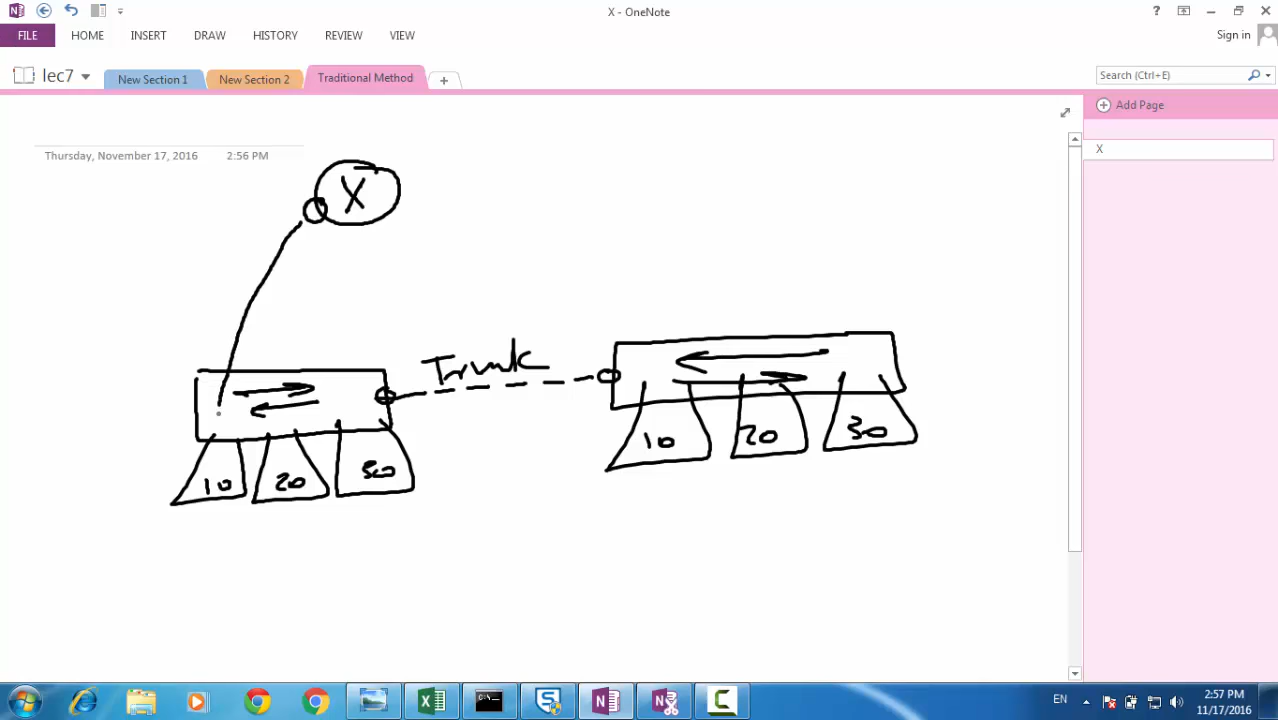 X - OneNote
FILE HOME INSERT DRAW HISTORY REVIEW VIEW
Sign in
lec7 New Section 1 New Section 2 Traditional Method
Search (Ctrl+E)
Add Page
X
Thursday, November 17, 2016 2:56 PM
X
Trunk
10 20 30
10 20
EN 2:57 PM
11/17/2016